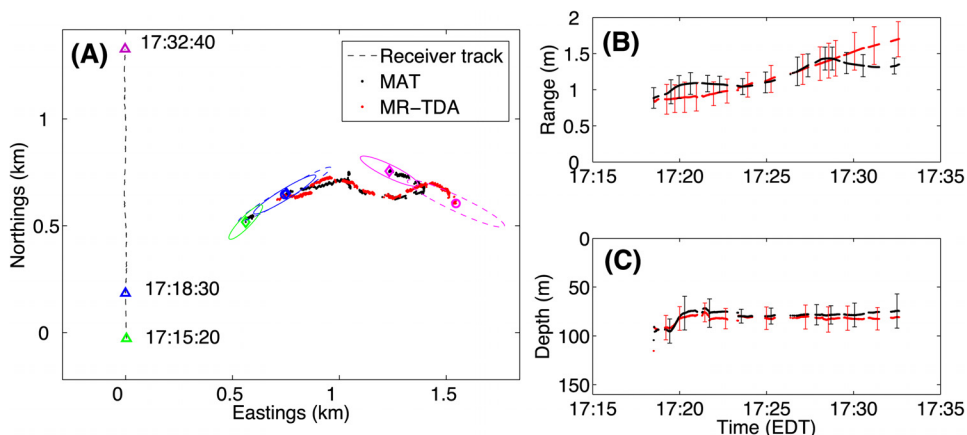 (A)
17:32:40
Receiver track
MAT
MR-TDA
1
0.5
0
Northings (km)
17:18:30
17:15:20
0 0.5 1 1.5
Eastings (km)
(B)
2
1.5
1
0.5
0
Range (m)
17:15 17:20 17:25 17:30 17:35
(C)
0
50
100
150
Depth (m)
17:15 17:20 17:25 17:30 17:35
Time (EDT)